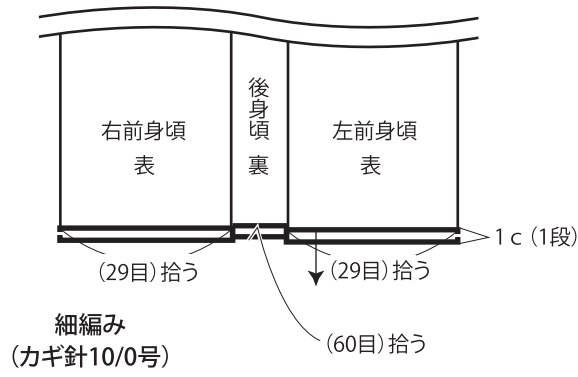 右前身頃
表
後身頃 裏
左前身頃
表
1c(1段)
(29目)拾う
(29目)拾う
(60目)拾う
細編み
(カギ針10/0号)